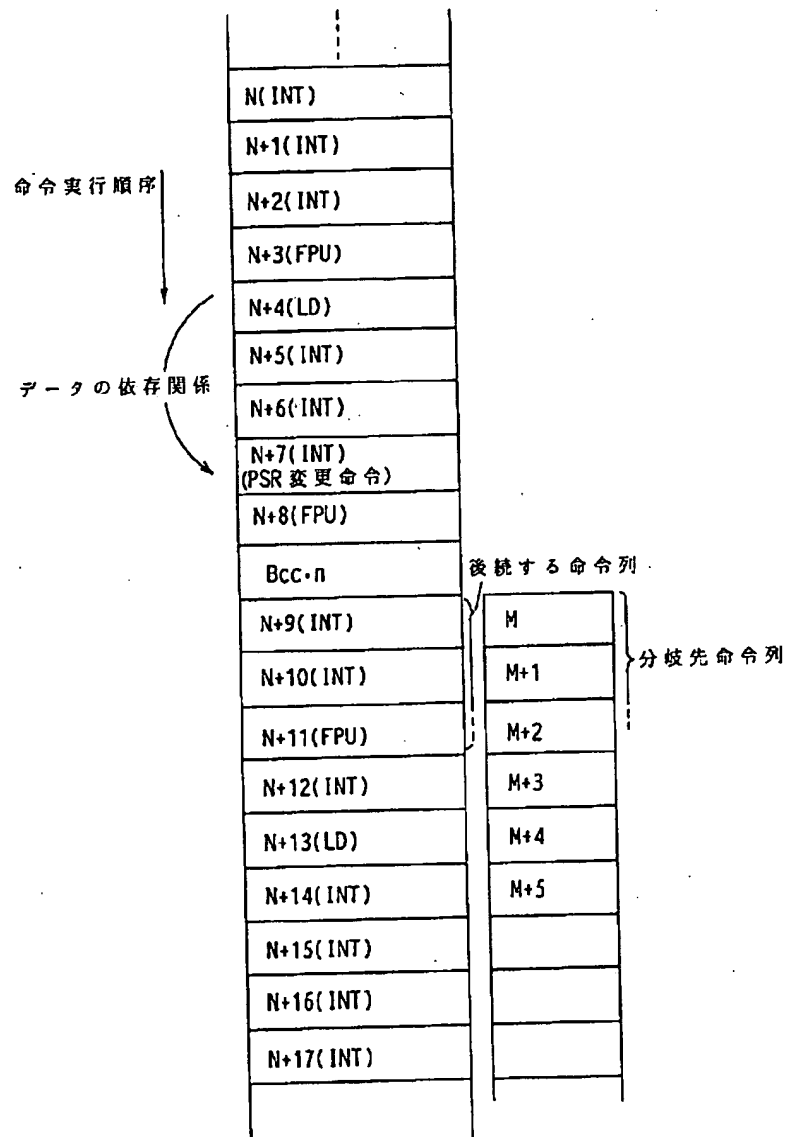 N(INT)
N+1(INT)
命令実行順序
N+2(INT)
N+3(FPU)
N+4(LD)
N+5(INT)
データの依存関係
N+6(INT)
N+7(INT)
(PSR変更命令)
N+8(FPU)
Bcc・n
後続する命令列
N+9(INT)
M
分岐先命令列
N+10(INT)
M+1
N+11(FPU)
M+2
N+12(INT)
M+3
N+13(LD)
M+4
N+14(INT)
M+5
N+15(INT)
N+16(INT)
N+17(INT)